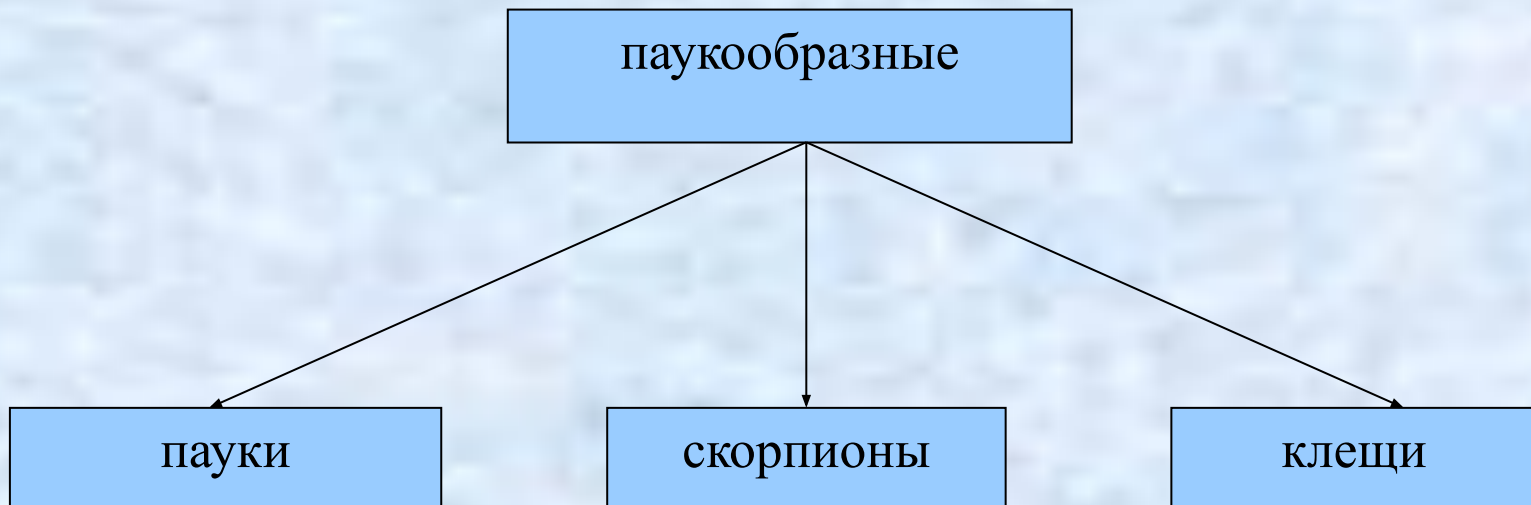 паукообразные
пауки
скорпионы
клещи